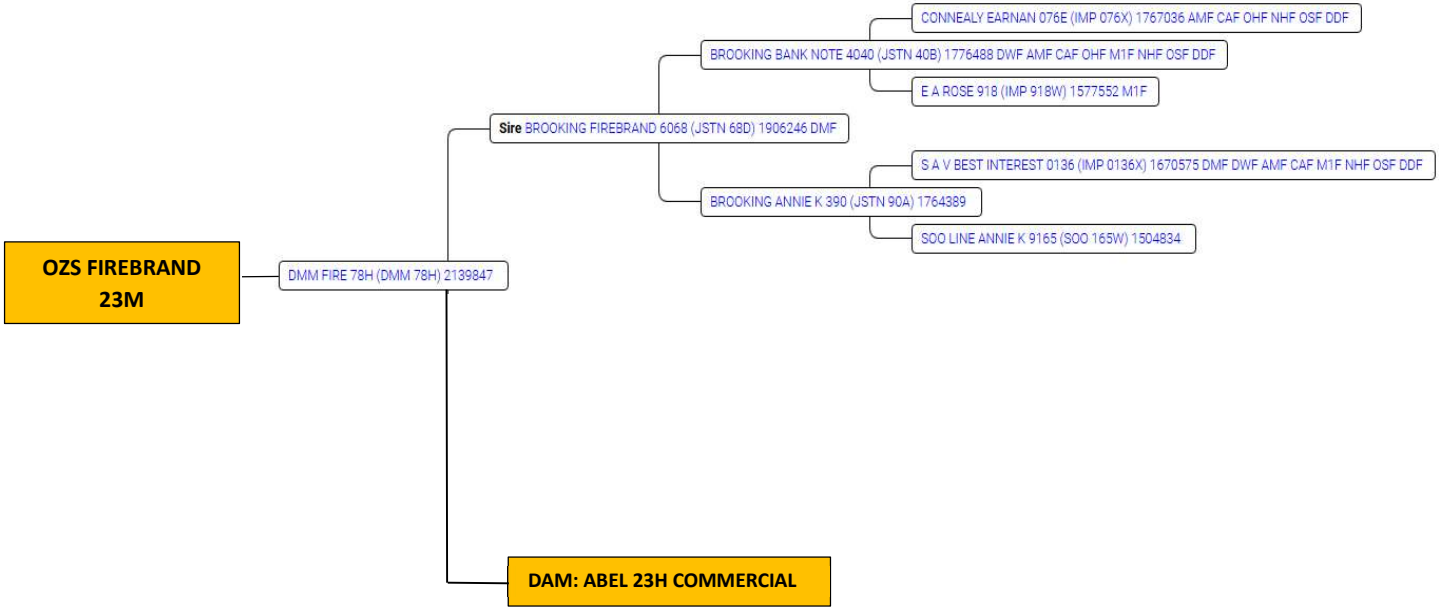 CONNEALY EARNAN 076E (IMP 076X) 1767036 AMF CAF OHF NHF OSF DDF
BROOKING BANK NOTE 4040 (JSTN 40B) 1776488 DWF AMF CAF OHF M1F NHF OSF DDF
E A ROSE 918 (IMP 918W) 1577552 M1F
Sire BROOKING FIREBRAND 6068 (JSTN 68D) 1906246 DMF
S A V BEST INTEREST 0136 (IMP 0136X) 1670575 DMF DWF AMF CAF M1F NHF OSF DDF
BROOKING ANNIE K 390 (JSTN 90A) 1764389
SOO LINE ANNIE K 9165 (SOO 165W) 1504834
OZS FIREBRAND
23M
DMM FIRE 78H (DMM 78H) 2139847
DAM: ABEL 23H COMMERCIAL